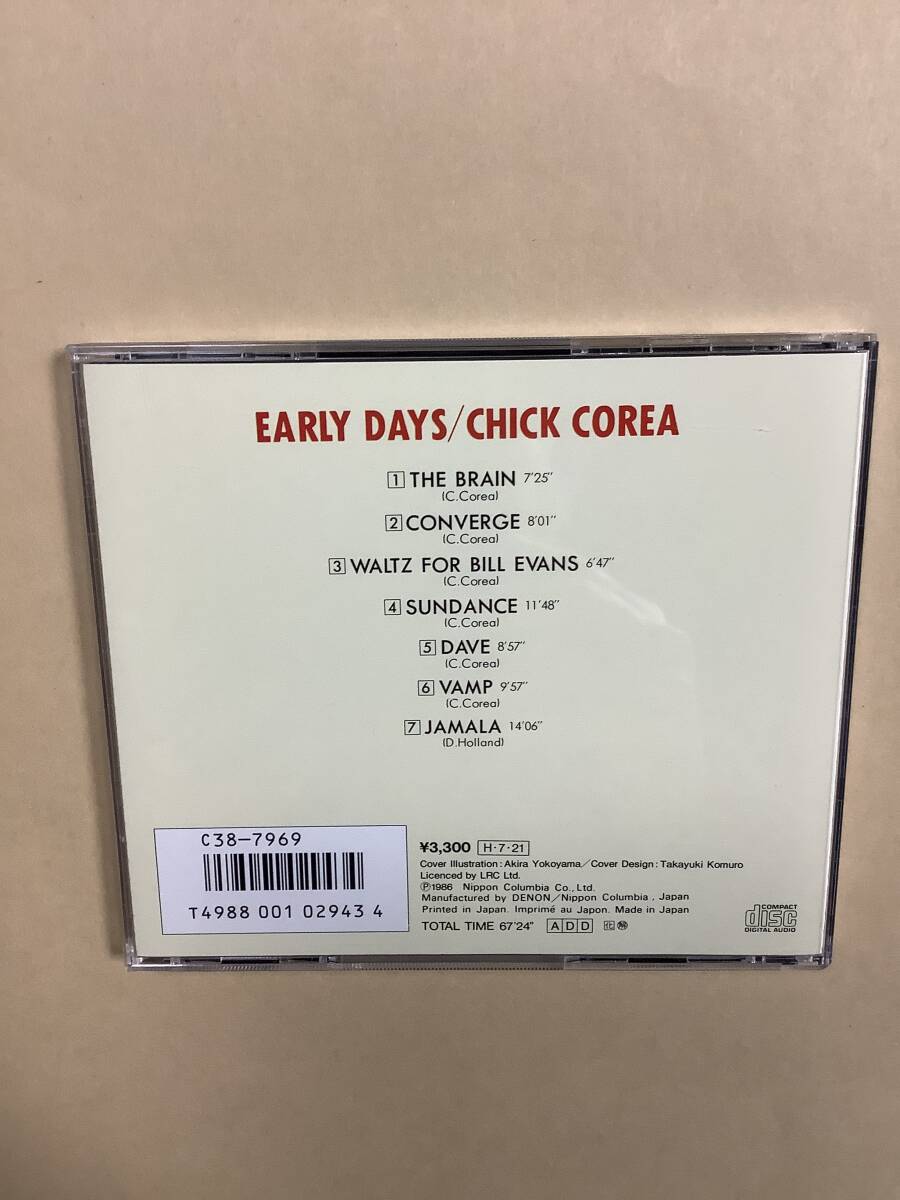 EARLY DAYS/CHICK COREA
1 THE BRAIN 7'25"
(C.Corea)
2 CONVERGE 8'01"
(C.Corea)
3 WALTZ FOR BILL EVANS 6'47"
(C.Corea)
4 SUNDANCE 11'48"
(C.Corea)
5 DAVE 8'57"
(C.Corea)
6 VAMP 9'57"
(C.Corea)
7 JAMALA 14'06"
(D.Holland)
C38-7969
T4988 001 02943 4
¥3,300 H·7·21
Cover Illustration: Akira Yokoyama/Cover Design: Takayuki Komuro
Licenced by LRC Ltd.
℗1986 Nippon Columbia Co., Ltd.
Manufactured by DENON/Nippon Columbia, Japan
Printed in Japan. Imprimé au Japon. Made in Japan
TOTAL TIME 67'24" A D D
COMPACT
disc
DIGITAL AUDIO